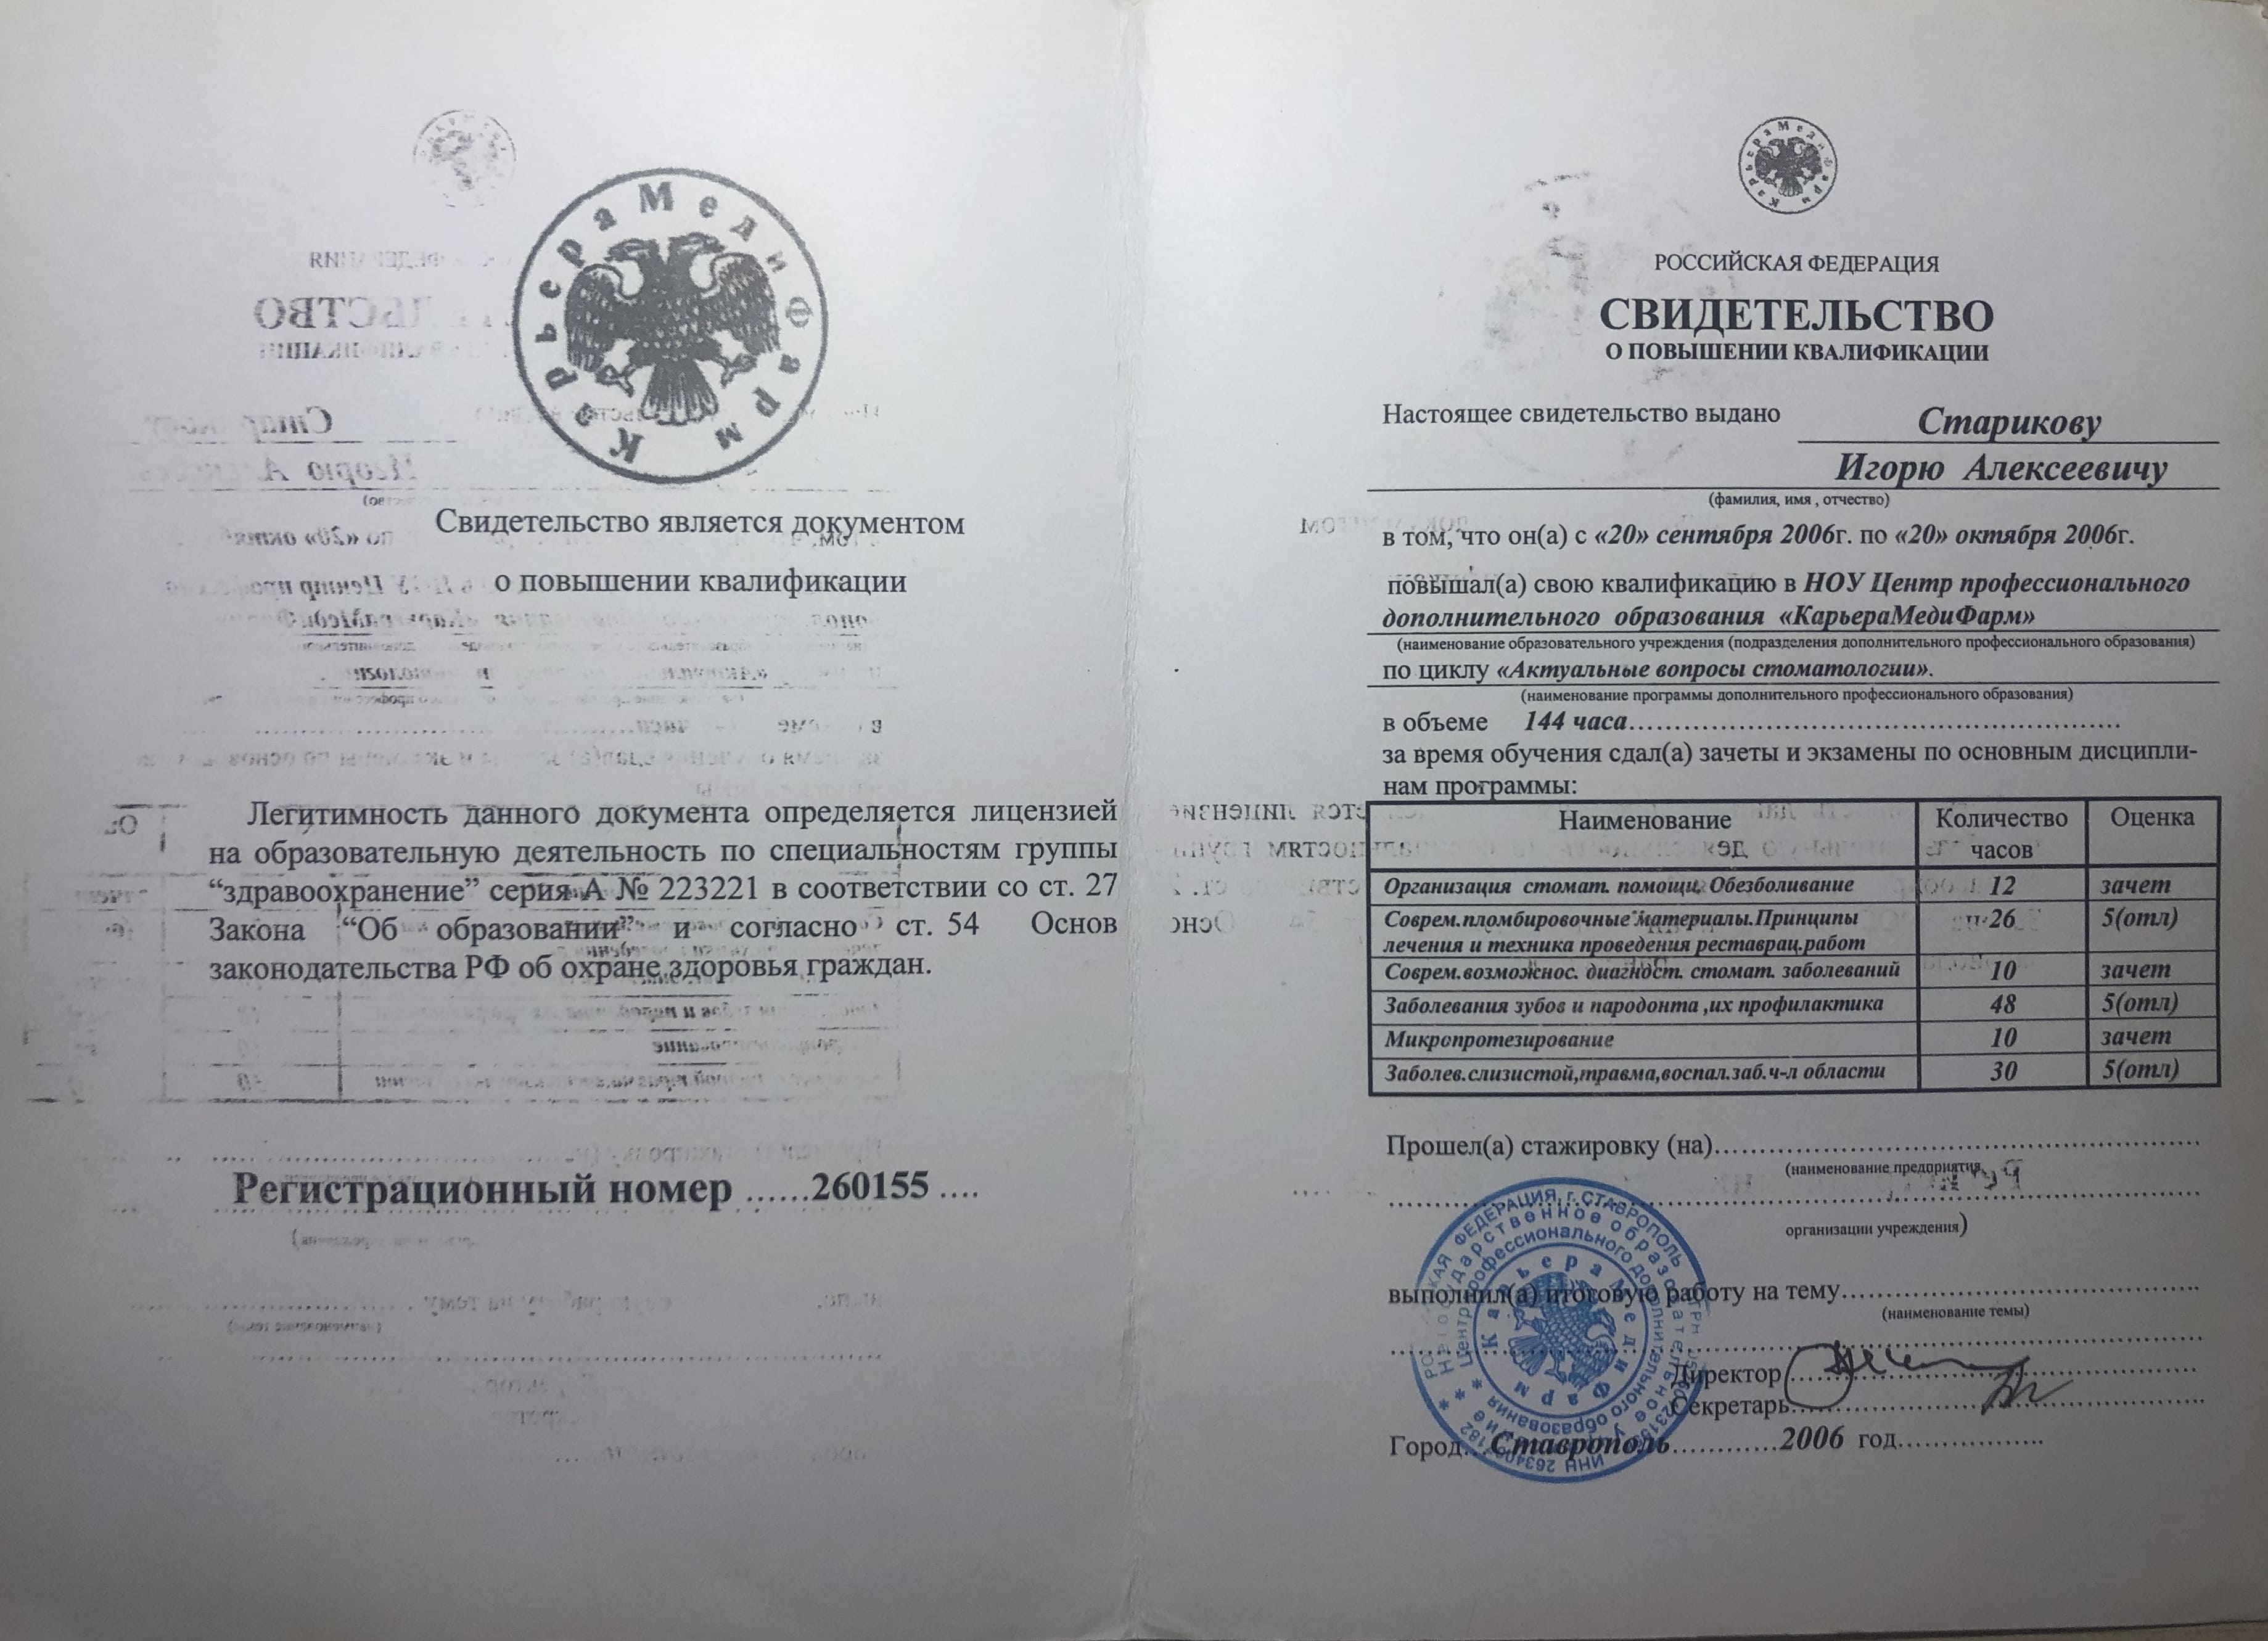 КарьераМедиФарм
Свидетельство является документом
о повышении квалификации
Легитимность данного документа определяется лицензией
на образовательную деятельность по специальностям группы
“здравоохранение” серия А № 223221 в соответствии со ст. 27
Закона “Об образовании” и согласно ст. 54 Основ
законодательства РФ об охране здоровья граждан.
Регистрационный номер ......260155 ....
КарьераМедиФарм
РОССИЙСКАЯ ФЕДЕРАЦИЯ
СВИДЕТЕЛЬСТВО
О ПОВЫШЕНИИ КВАЛИФИКАЦИИ
Настоящее свидетельство выдано Старикову
Игорю Алексеевичу
(фамилия, имя , отчество)
в том, что он(а) с «20» сентября 2006г. по «20» октября 2006г.
повышал(а) свою квалификацию в НОУ Центр профессионального
дополнительного образования «КарьераМедиФарм»
(наименование образовательного учреждения (подразделения дополнительного профессионального образования)
по циклу «Актуальные вопросы стоматологии».
(наименование программы дополнительного профессионального образования)
в объеме 144 часа.............................................................
за время обучения сдал(а) зачеты и экзамены по основным дисципли-
нам программы:
Наименование Количество часов Оценка
Организация стомат. помощи. Обезболивание 12 зачет
Соврем.пломбировочные материалы.Принципы 26 5(отл)
лечения и техника проведения реставрац.работ
Соврем.возможнос. диагност. стомат. заболеваний 10 зачет
Заболевания зубов и пародонта ,их профилактика 48 5(отл)
Микропротезирование 10 зачет
Заболев.слизистой,травма,воспал.заб.ч-л области 30 5(отл)
Прошел(а) стажировку (на)............................................................
(наименование предприятия,
организации учреждения)
выполнил(а) итоговую работу на тему.............................................
(наименование темы)
Директор
Секретарь
Город...Ставрополь............2006 год.................
РОССИЙСКАЯ ФЕДЕРАЦИЯ, г. СТАВРОПОЛЬ
Негосударственное образовательное учреждение
Центр профессионального дополнительного образования
КарьераМедиФарм